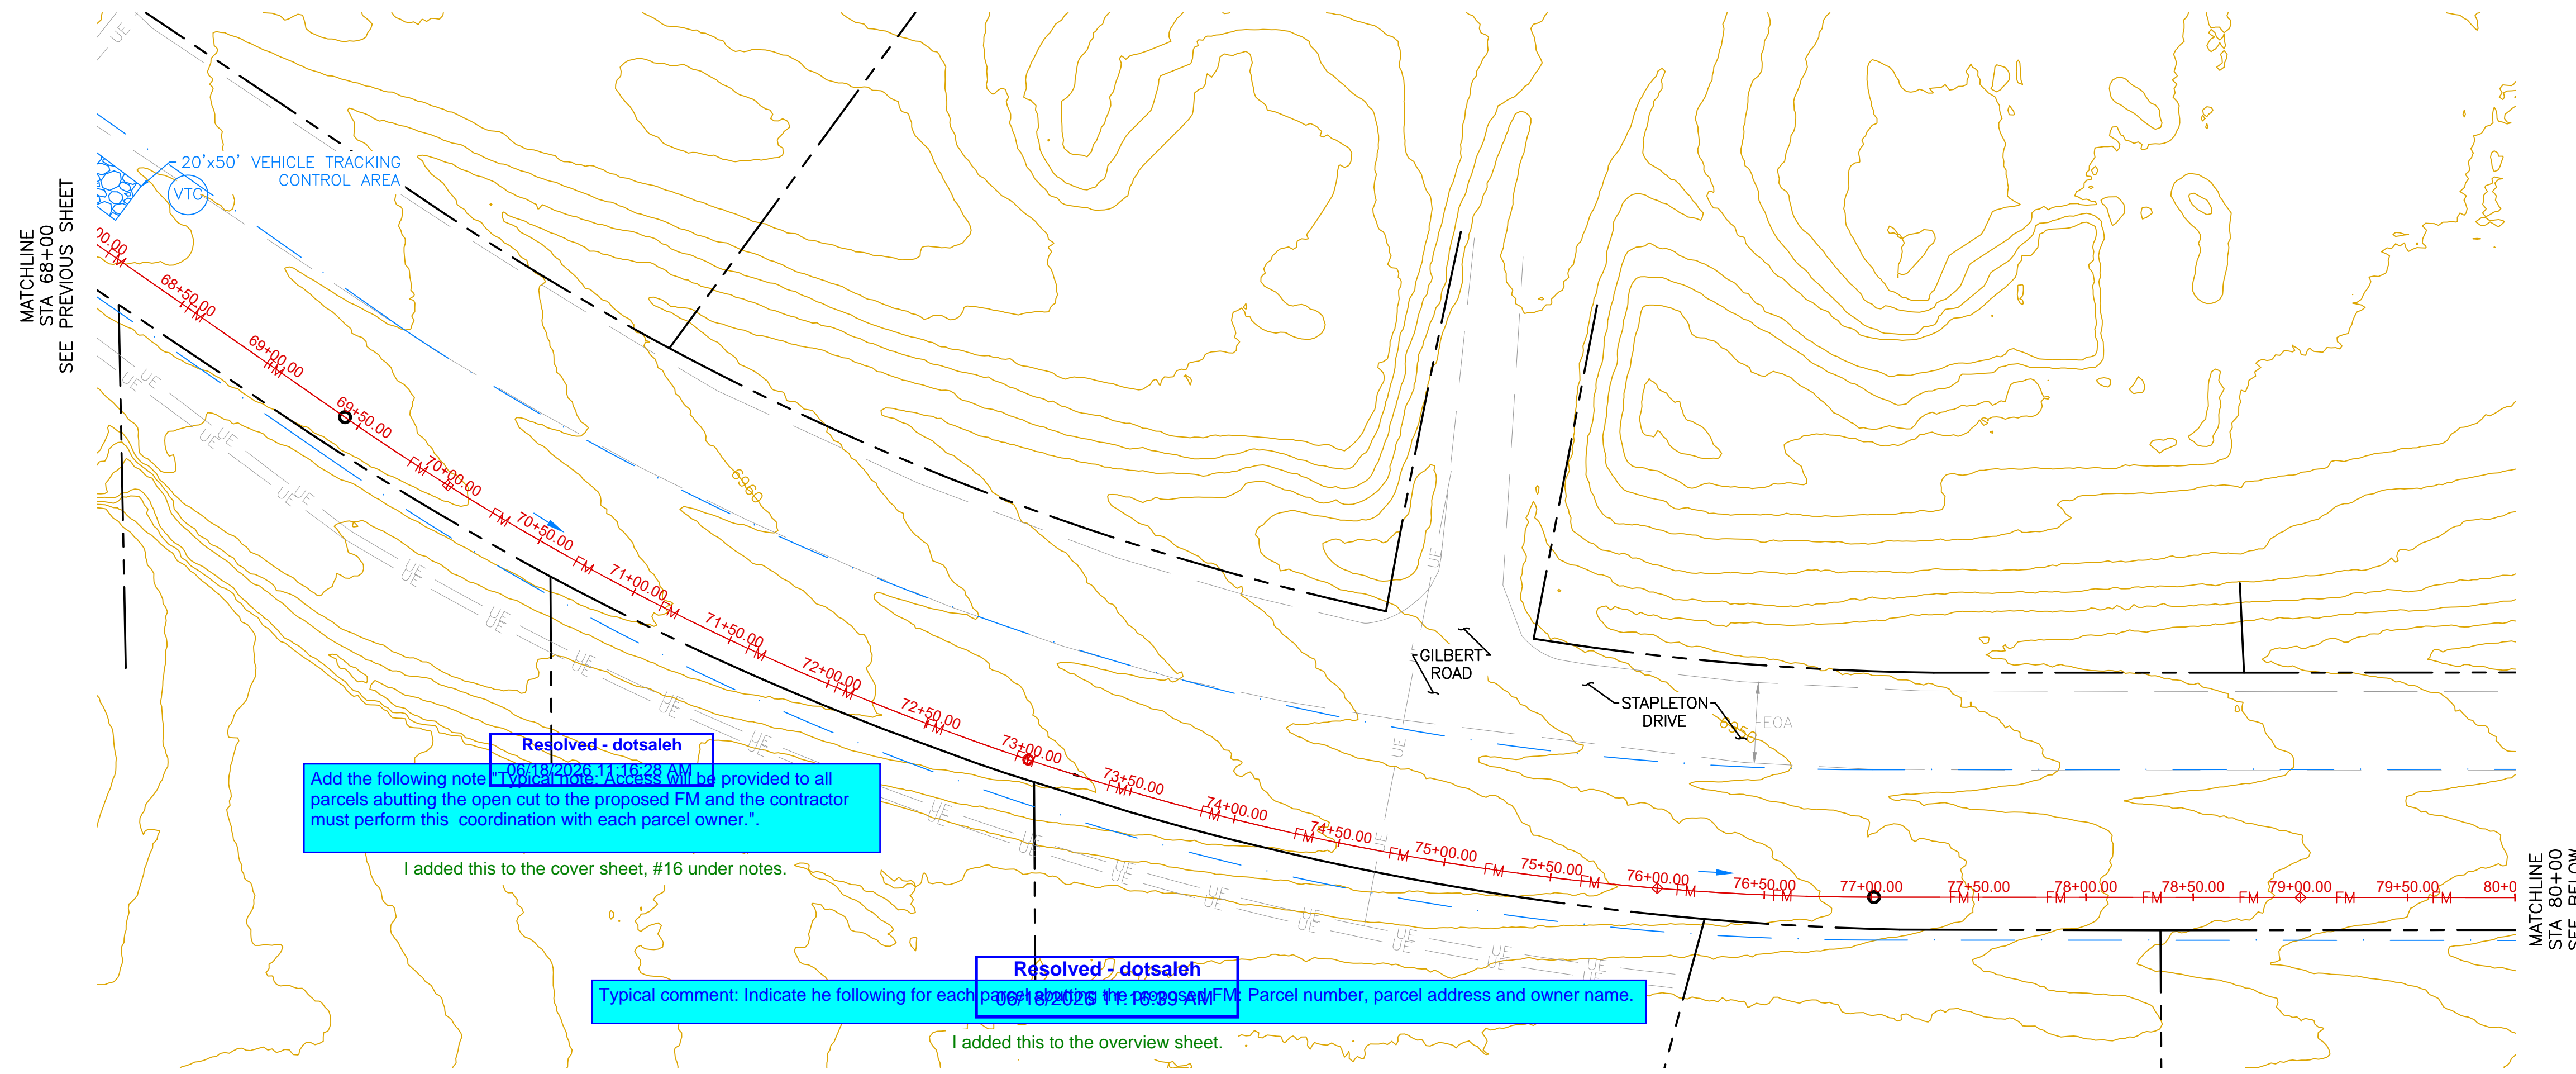 MATCHLINE
STA 68+00
SEE PREVIOUS SHEET
20'x50' VEHICLE TRACKING
CONTROL AREA
VTC
UE
00.00
FM
68+50.00
FM
69+00.00
FM
69+50.00
FM
70+00.00
FM
70+50.00
FM
71+00.00
FM
71+50.00
FM
72+00.00
FM
72+50.00
FM
73+00.00
FM
73+50.00
FM
74+00.00
FM
74+50.00
FM
75+00.00
FM
75+50.00
FM
76+00.00
FM
76+50.00
FM
77+00.00
77+50.00
FM
78+00.00
FM
78+50.00
FM
79+00.00
FM
79+50.00
FM
80+0
6960
GILBERT
ROAD
STAPLETON
DRIVE
6950
EOA
UE
Resolved - dotsaleh
06/18/2026 11:16:28 AM
Add the following note "Typical note: Access will be provided to all
parcels abutting the open cut to the proposed FM and the contractor
must perform this coordination with each parcel owner.".
I added this to the cover sheet, #16 under notes.
Resolved - dotsaleh
06/18/2026 11:16:39 AM
Typical comment: Indicate he following for each parcel abutting the proposed FM: Parcel number, parcel address and owner name.
I added this to the overview sheet.
MATCHLINE
STA 80+00
SEE BELOW